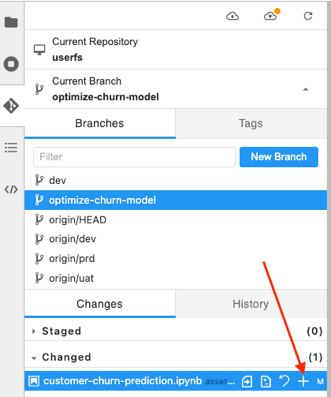 Current Repository
userfs
Current Branch
optimize-churn-model
Branches
Tags
Filter
New Branch
dev
optimize-churn-model
origin/HEAD
origin/dev
origin/prd
origin/uat
Changes
History
Staged (0)
Changed (1)
customer-churn-prediction.ipynb asset... M